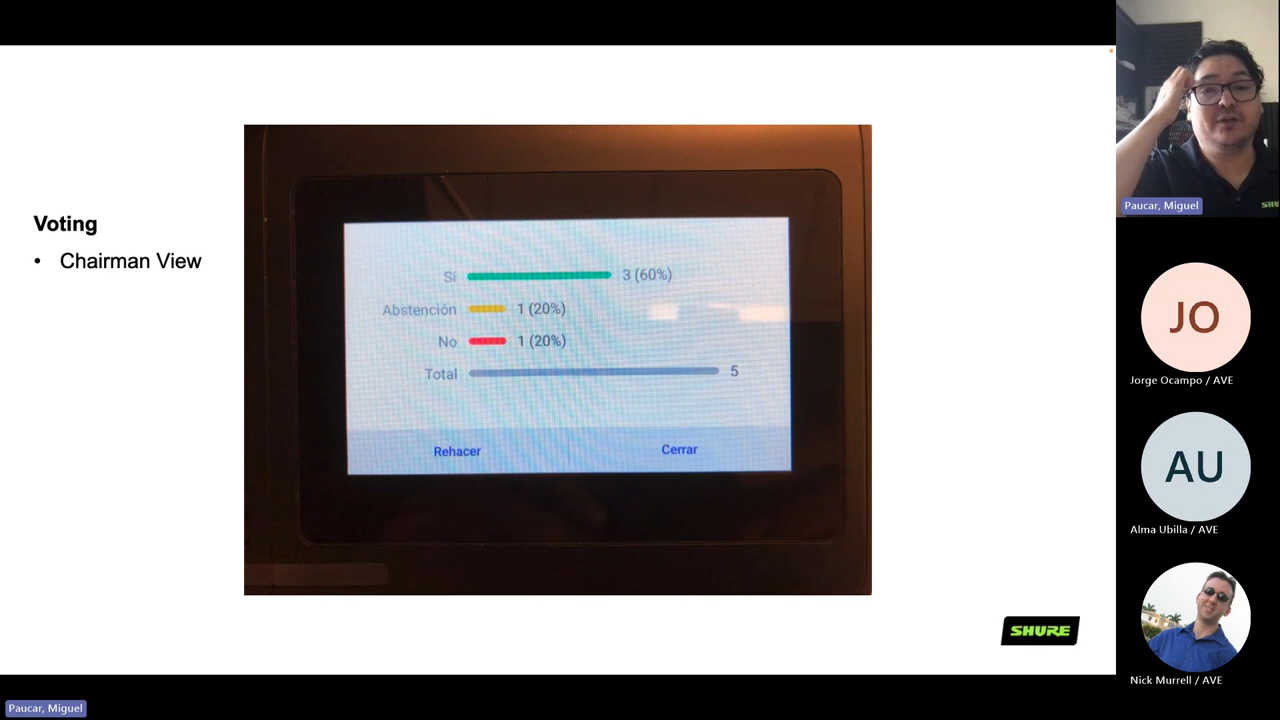 Voting
• Chairman View
Sí 3 (60%)
Abstención 1 (20%)
No 1 (20%)
Total 5
Rehacer Cerrar
SHURE
Paucar, Miguel
JO
Jorge Ocampo / AVE
AU
Alma Ubilla / AVE
Nick Murrell / AVE
Paucar, Miguel